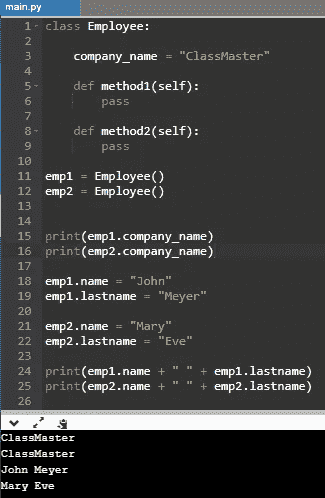 main.py
1 class Employee:
2
3 company_name = "ClassMaster"
4
5 def method1(self):
6 pass
7
8 def method2(self):
9 pass
10
11 emp1 = Employee()
12 emp2 = Employee()
13
14
15 print(emp1.company_name)
16 print(emp2.company_name)
17
18 emp1.name = "John"
19 emp1.lastname = "Meyer"
20
21 emp2.name = "Mary"
22 emp2.lastname = "Eve"
23
24 print(emp1.name + " " + emp1.lastname)
25 print(emp2.name + " " + emp2.lastname)
26
ClassMaster
ClassMaster
John Meyer
Mary Eve